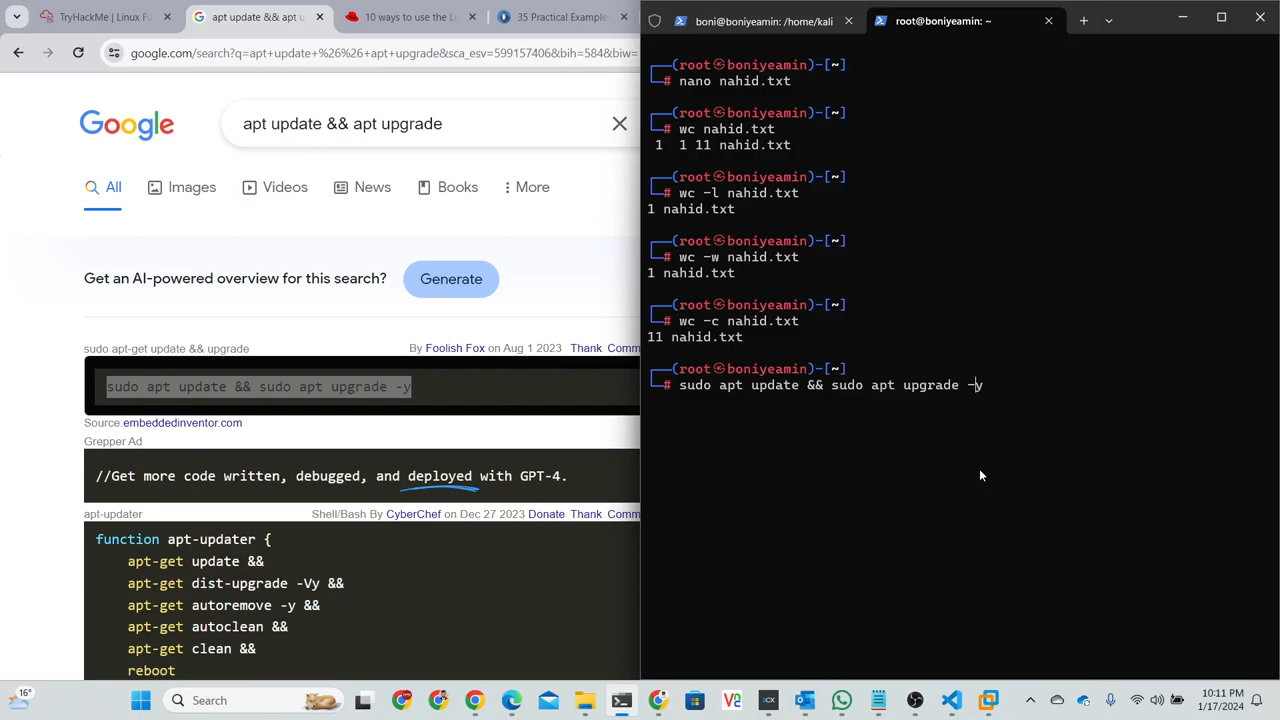 TryHackMe | Linux Fu
apt update && apt u
10 ways to use the L
35 Practical Example
google.com/search?q=apt+update+%26%26+apt+upgrade&sca_esv=599157406&bih=584&biw=
Google
apt update && apt upgrade
All
Images
Videos
News
Books
More
Get an AI-powered overview for this search?
Generate
sudo apt-get update && upgrade
By Foolish Fox on Aug 1 2023 Thank Comm
sudo apt update && sudo apt upgrade -y
Source:embeddedinventor.com
Grepper Ad
//Get more code written, debugged, and deployed with GPT-4.
apt-updater
Shell/Bash By CyberChef on Dec 27 2023 Donate Thank Comm
function apt-updater {
apt-get update &&
apt-get dist-upgrade -Vy &&
apt-get autoremove -y &&
apt-get autoclean &&
apt-get clean &&
reboot
boni@boniyeamin: /home/kali
root@boniyeamin: ~
(root㉿boniyeamin)-[~]
# nano nahid.txt
(root㉿boniyeamin)-[~]
# wc nahid.txt
1 1 11 nahid.txt
(root㉿boniyeamin)-[~]
# wc -l nahid.txt
1 nahid.txt
(root㉿boniyeamin)-[~]
# wc -w nahid.txt
1 nahid.txt
(root㉿boniyeamin)-[~]
# wc -c nahid.txt
11 nahid.txt
(root㉿boniyeamin)-[~]
# sudo apt update && sudo apt upgrade -y
16°
Search
10:11 PM
1/17/2024